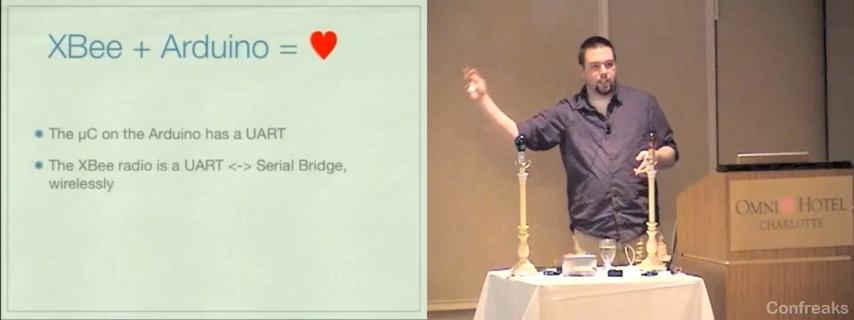 XBee + Arduino = ♥
The µC on the Arduino has a UART
The XBee radio is a UART <-> Serial Bridge,
wirelessly
OMNI HOTEL
CHARLOTTE
Confreaks